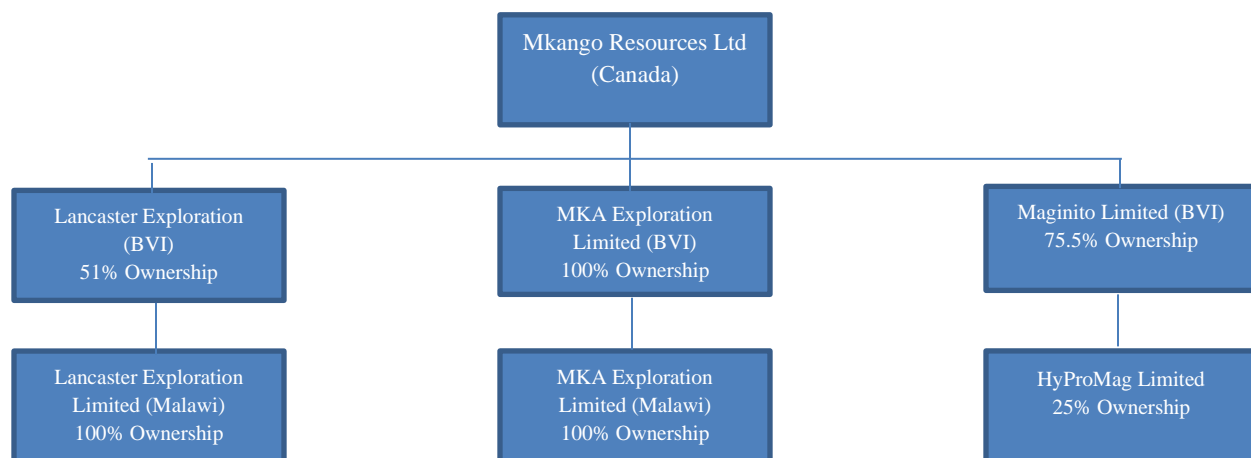 Mkango Resources Ltd
(Canada)
Lancaster Exploration
(BVI)
51% Ownership
MKA Exploration
Limited (BVI)
100% Ownership
Maginito Limited (BVI)
75.5% Ownership
Lancaster Exploration
Limited (Malawi)
100% Ownership
MKA Exploration
Limited (Malawi)
100% Ownership
HyProMag Limited
25% Ownership